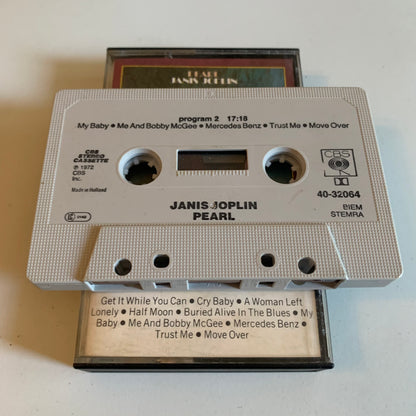 PEARL
JANIS JOPLIN
program 2 17:18
My Baby • Me And Bobby McGee • Mercedes Benz • Trust Me • Move Over
CBS
STEREO
CASSETTE
℗ 1972
CBS
Inc.
Made in Holland
CBS
40-32064
JANIS JOPLIN
PEARL
BIEM
STEMRA
Get It While You Can • Cry Baby • A Woman Left
Lonely • Half Moon • Buried Alive In The Blues • My
Baby • Me And Bobby McGee • Mercedes Benz •
Trust Me • Move Over